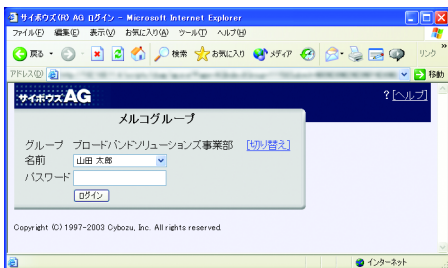 サイボウズ(R) AG ログイン - Microsoft Internet Explorer
ファイル(F) 編集(E) 表示(V) お気に入り(A) ツール(T) ヘルプ(H)
戻る 検索 お気に入り メディア リンク »
アドレス(D) 移動
サイボウズAG ? [ヘルプ]
メルコグループ
グループ ブロードバンドソリューションズ事業部 [切り替え]
名前 山田 太郎
パスワード
ログイン
Copyright (C) 1997-2003 Cybozu, Inc. All rights reserved.
インターネット